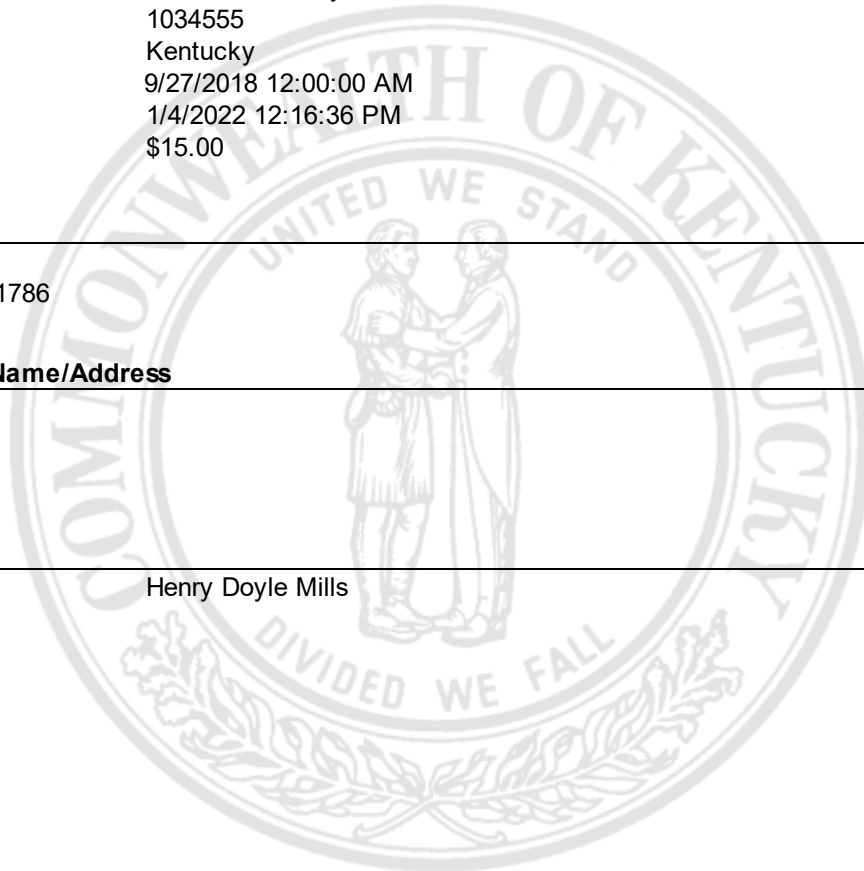 1034555
Kentucky
9/27/2018 12:00:00 AM
1/4/2022 12:16:36 PM
$15.00
COMMONWEALTH OF KENTUCKY
UNITED WE STAND
1786
Name/Address
Henry Doyle Mills
DIVIDED WE FALL